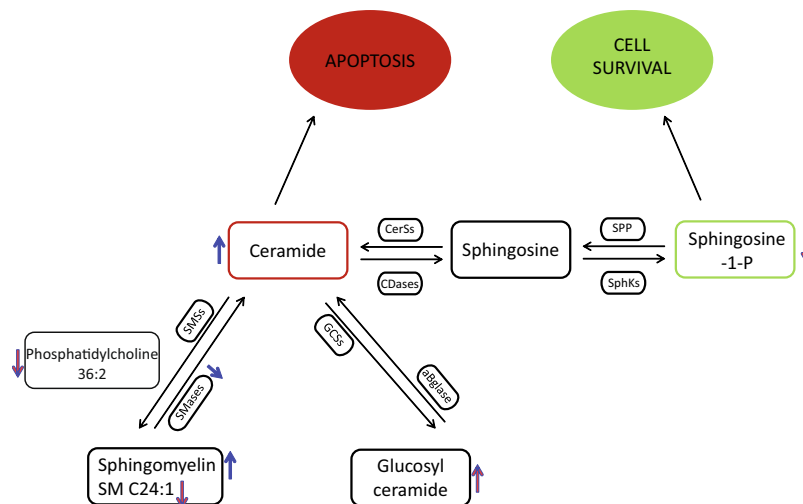 APOPTOSIS
CELL
SURVIVAL
Ceramide
CerSs
CDases
Sphingosine
SPP
SphKs
Sphingosine
-1-P
Phosphatidylcholine
36:2
SMSs
SMases
GCSs
aBglase
Sphingomyelin
SM C24:1
Glucosyl
ceramide